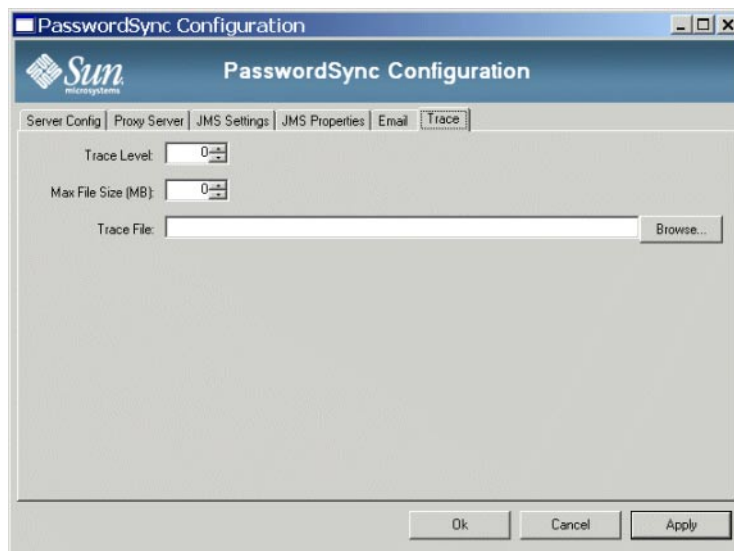 PasswordSync Configuration
Sun
microsystems
PasswordSync Configuration
Server Config Proxy Server JMS Settings JMS Properties Email Trace
Trace Level: 0
Max File Size (MB): 0
Trace File: Browse...
Ok Cancel Apply